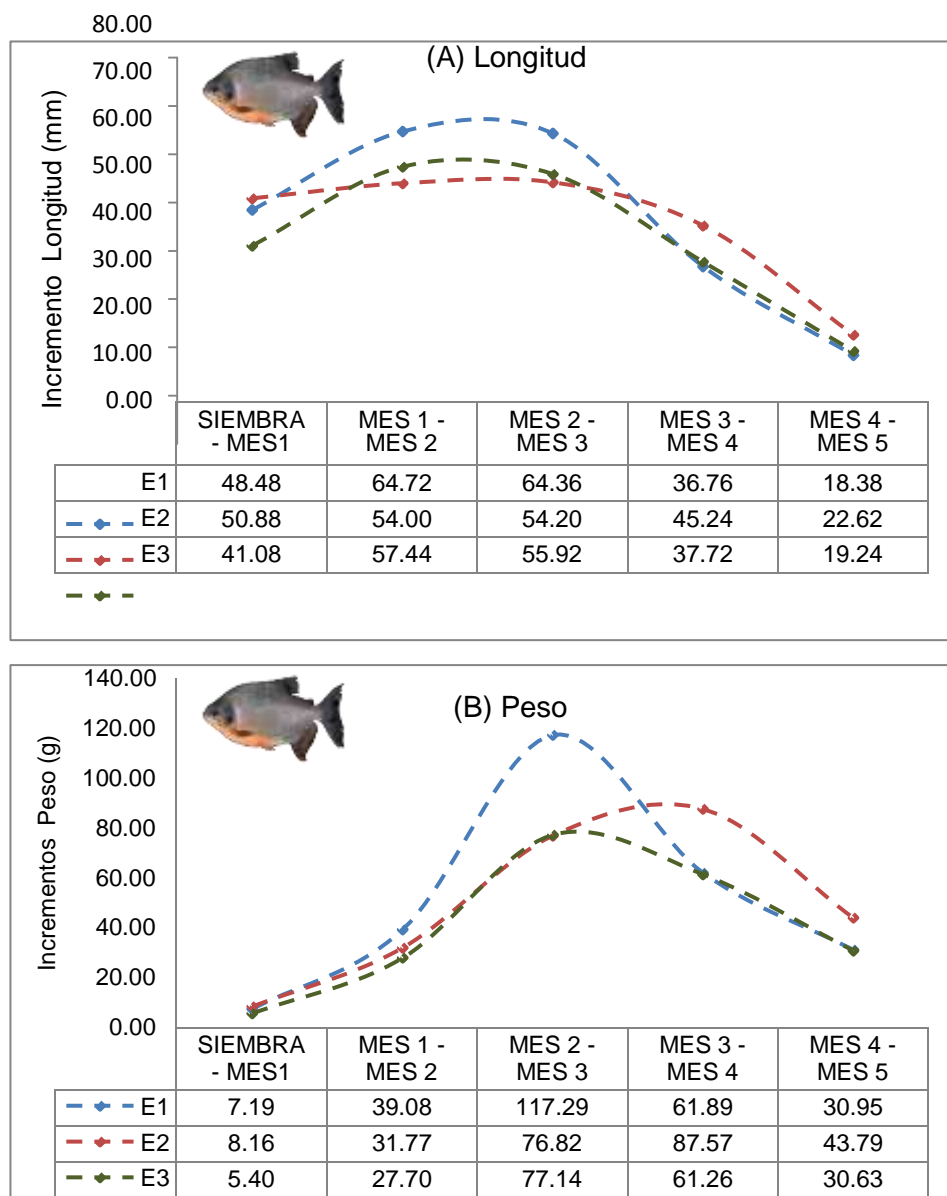 80.00
(A) Longitud
70.00
60.00
50.00
40.00
30.00
20.00
10.00
0.00
Incremento Longitud (mm)
SIEMBRA - MES1 MES 1 - MES 2 MES 2 - MES 3 MES 3 - MES 4 MES 4 - MES 5
E1 48.48 64.72 64.36 36.76 18.38
E2 50.88 54.00 54.20 45.24 22.62
E3 41.08 57.44 55.92 37.72 19.24
140.00
(B) Peso
120.00
100.00
80.00
60.00
40.00
20.00
0.00
Incrementos Peso (g)
SIEMBRA - MES1 MES 1 - MES 2 MES 2 - MES 3 MES 3 - MES 4 MES 4 - MES 5
E1 7.19 39.08 117.29 61.89 30.95
E2 8.16 31.77 76.82 87.57 43.79
E3 5.40 27.70 77.14 61.26 30.63